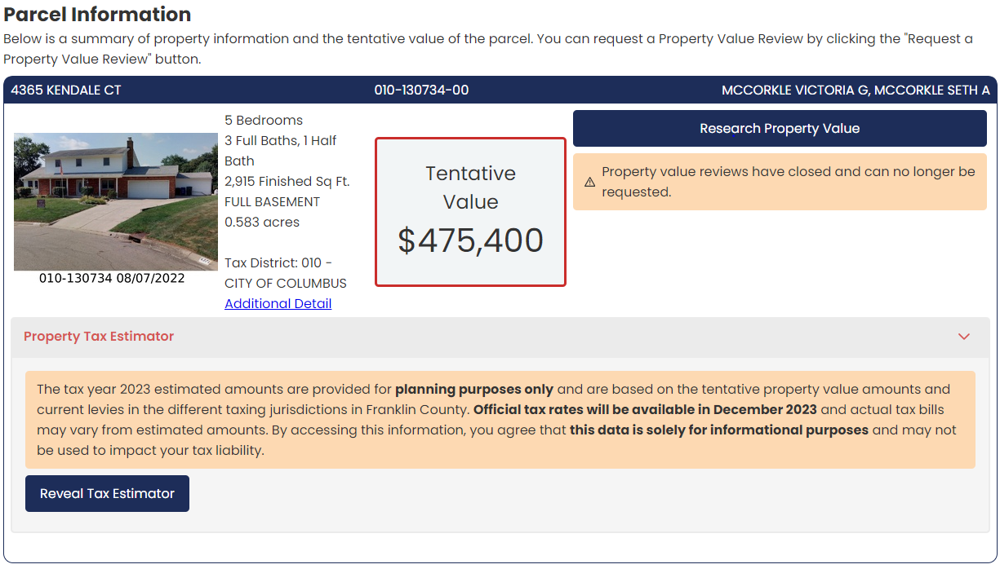 Parcel Information
Below is a summary of property information and the tentative value of the parcel. You can request a Property Value Review by clicking the "Request a
Property Value Review" button.
4365 KENDALE CT 010-130734-00 MCCORKLE VICTORIA G, MCCORKLE SETH A
010-130734 08/07/2022
5 Bedrooms
3 Full Baths, 1 Half
Bath
2,915 Finished Sq Ft.
FULL BASEMENT
0.583 acres
Tax District: 010 -
CITY OF COLUMBUS
Additional Detail
Tentative
Value
$475,400
Research Property Value
Property value reviews have closed and can no longer be
requested.
Property Tax Estimator
The tax year 2023 estimated amounts are provided for planning purposes only and are based on the tentative property value amounts and
current levies in the different taxing jurisdictions in Franklin County. Official tax rates will be available in December 2023 and actual tax bills
may vary from estimated amounts. By accessing this information, you agree that this data is solely for informational purposes and may not
be used to impact your tax liability.
Reveal Tax Estimator